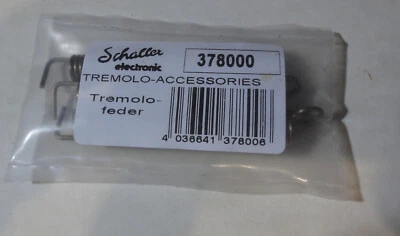 Schaller
electronic
378000
TREMOLO-ACCESSORIES
Tremolo-
feder
4 036641 378006